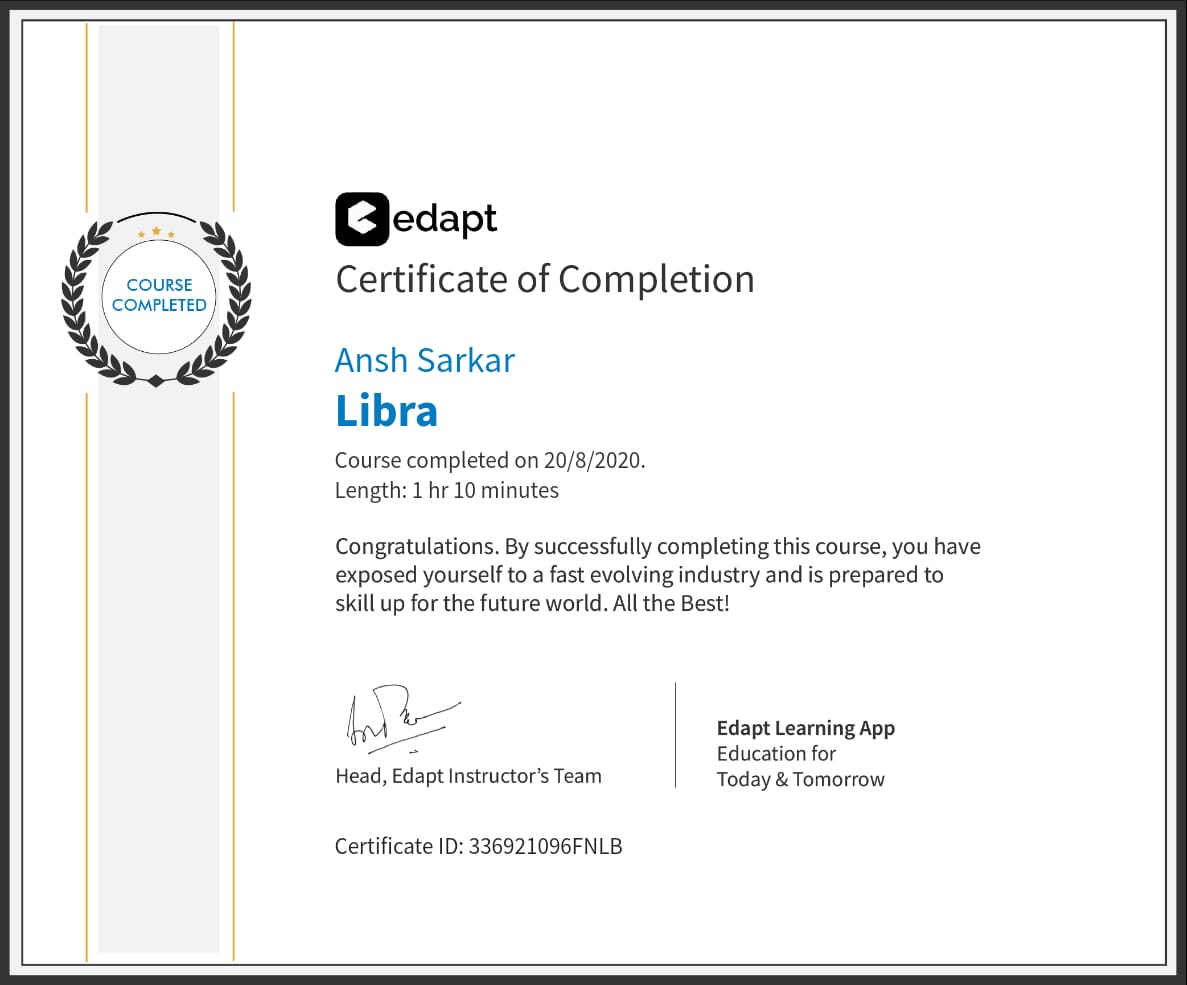 COURSE
COMPLETED
edapt
Certificate of Completion
Ansh Sarkar
Libra
Course completed on 20/8/2020.
Length: 1 hr 10 minutes
Congratulations. By successfully completing this course, you have
exposed yourself to a fast evolving industry and is prepared to
skill up for the future world. All the Best!
Head, Edapt Instructor’s Team
Edapt Learning App
Education for
Today & Tomorrow
Certificate ID: 336921096FNLB